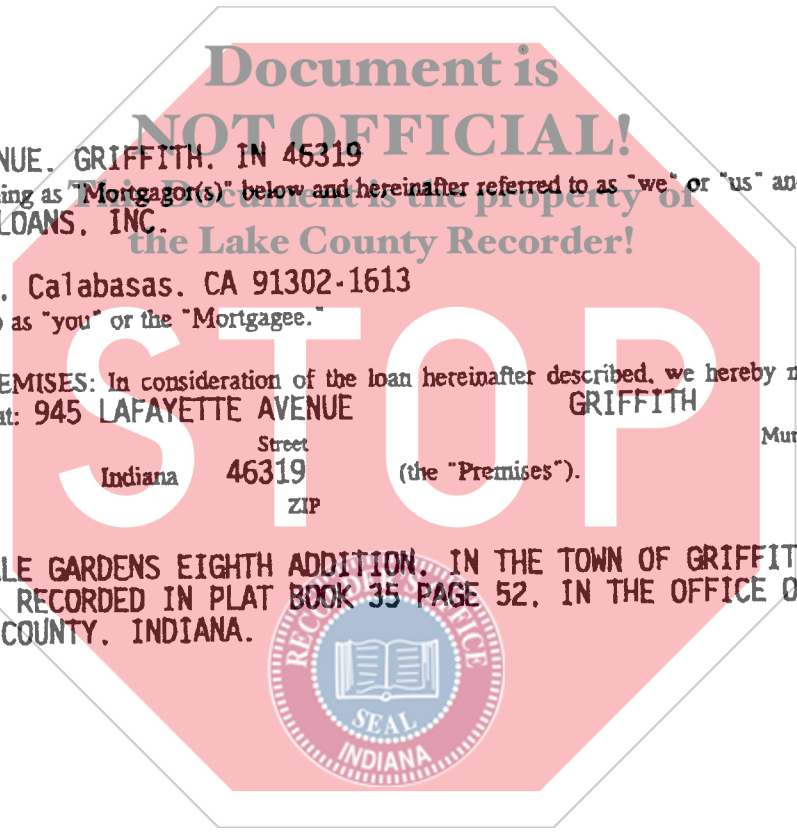 Document is
NOT OFFICIAL!
NUE. GRIFFITH. IN 46319
ing as "Mortgagor(s)" below and hereinafter referred to as "we" or "us" an
This Document is the property of
LOANS, INC.
the Lake County Recorder!
. Calabasas. CA 91302-1613
as "you" or the "Mortgagee."
STOP
EMISES: In consideration of the loan hereinafter described, we hereby
at: 945 LAFAYETTE AVENUE GRIFFITH
Street Mun
Indiana 46319 (the "Premises").
ZIP
LE GARDENS EIGHTH ADDITION, IN THE TOWN OF GRIFFIT
RECORDED IN PLAT BOOK 35 PAGE 52, IN THE OFFICE O
COUNTY, INDIANA.
RECORDER'S OFFICE
SEAL
INDIANA